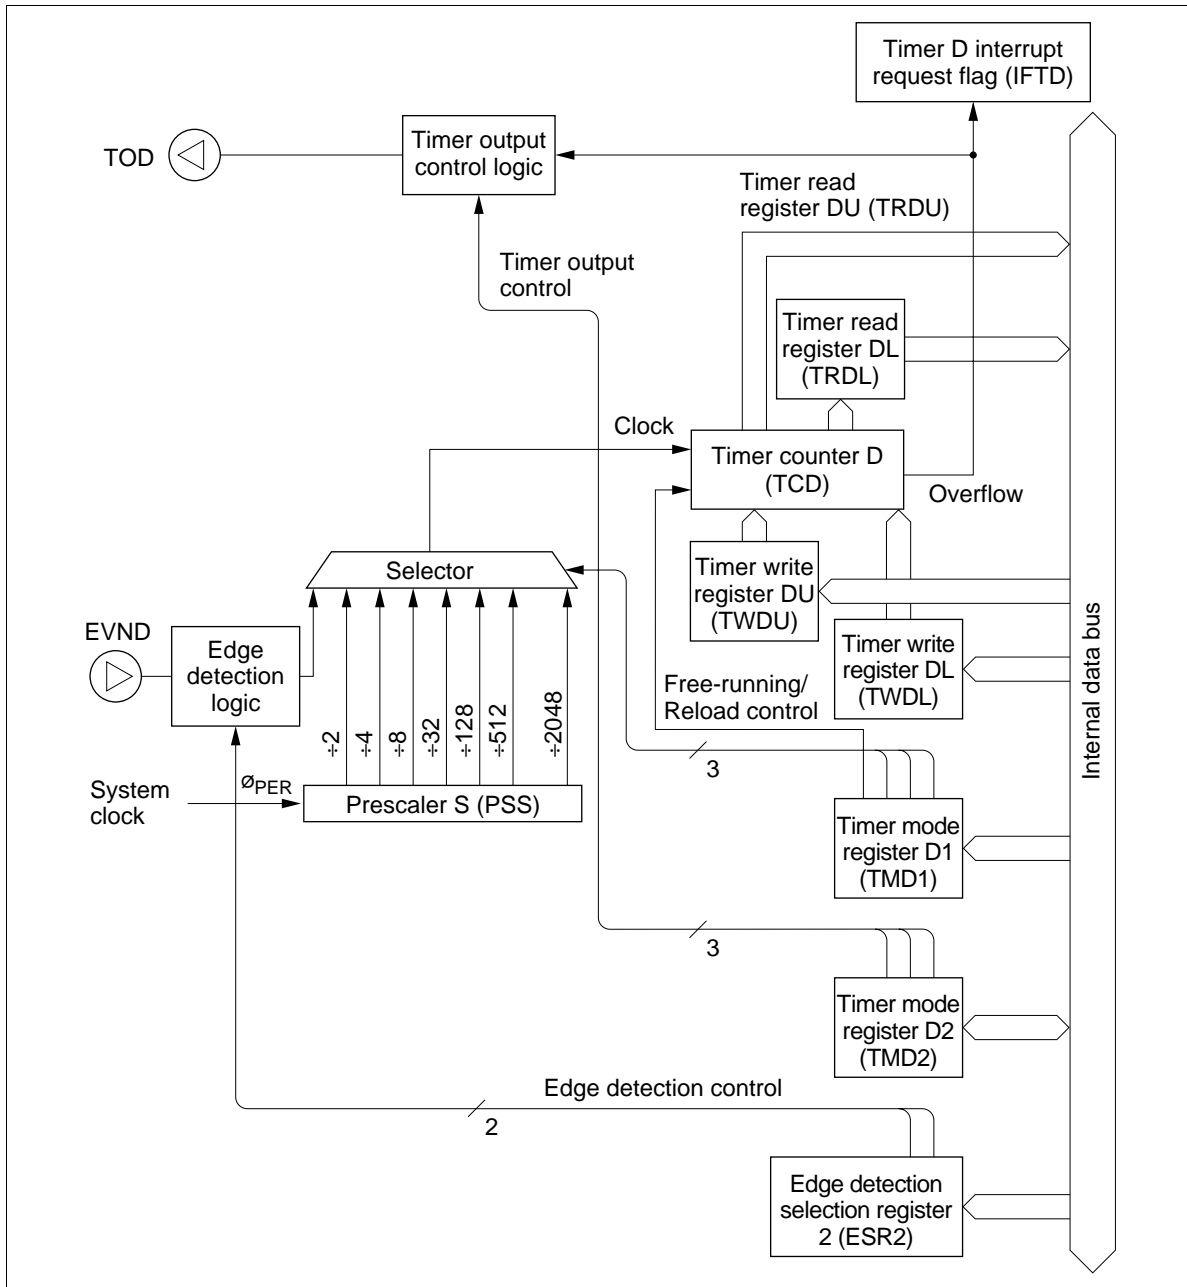 Timer D interrupt
request flag (IFTD)
TOD
Timer output
control logic
Timer read
register DU (TRDU)
Timer output
control
Timer read
register DL
(TRDL)
Clock
Timer counter D
(TCD)
Overflow
Selector
Timer write
register DU
(TWDU)
EVND
Edge
detection
logic
Timer write
register DL
(TWDL)
Free-running/
Reload control
÷2
÷4
÷8
÷32
÷128
÷512
÷2048
3
Internal data bus
System
clock
øPER
Prescaler S (PSS)
Timer mode
register D1
(TMD1)
3
Timer mode
register D2
(TMD2)
Edge detection control
2
Edge detection
selection register
2 (ESR2)